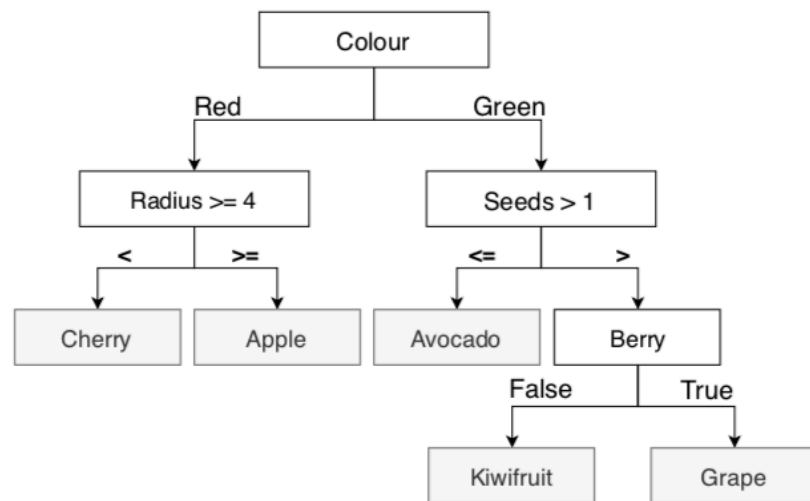 Colour
Red Green
Radius >= 4 Seeds > 1
< >= <= >
Cherry Apple Avocado Berry
False True
Kiwifruit Grape